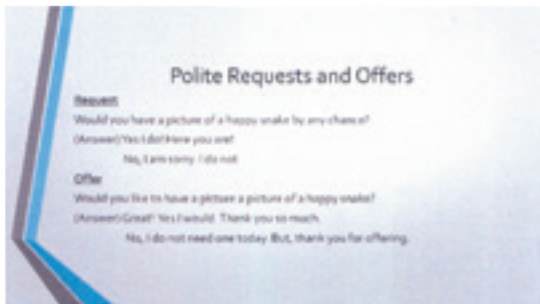 Polite Requests and Offers
Request
Would you have a picture of a happy snake by any chance?
(Answer) Yes I do! Here you are!
No, I am sorry. I do not
Offer
Would you like to have a picture a picture of a happy snake?
(Answer) Great! Yes I would. Thank you so much.
No, I do not need one today. But, thank you for offering.